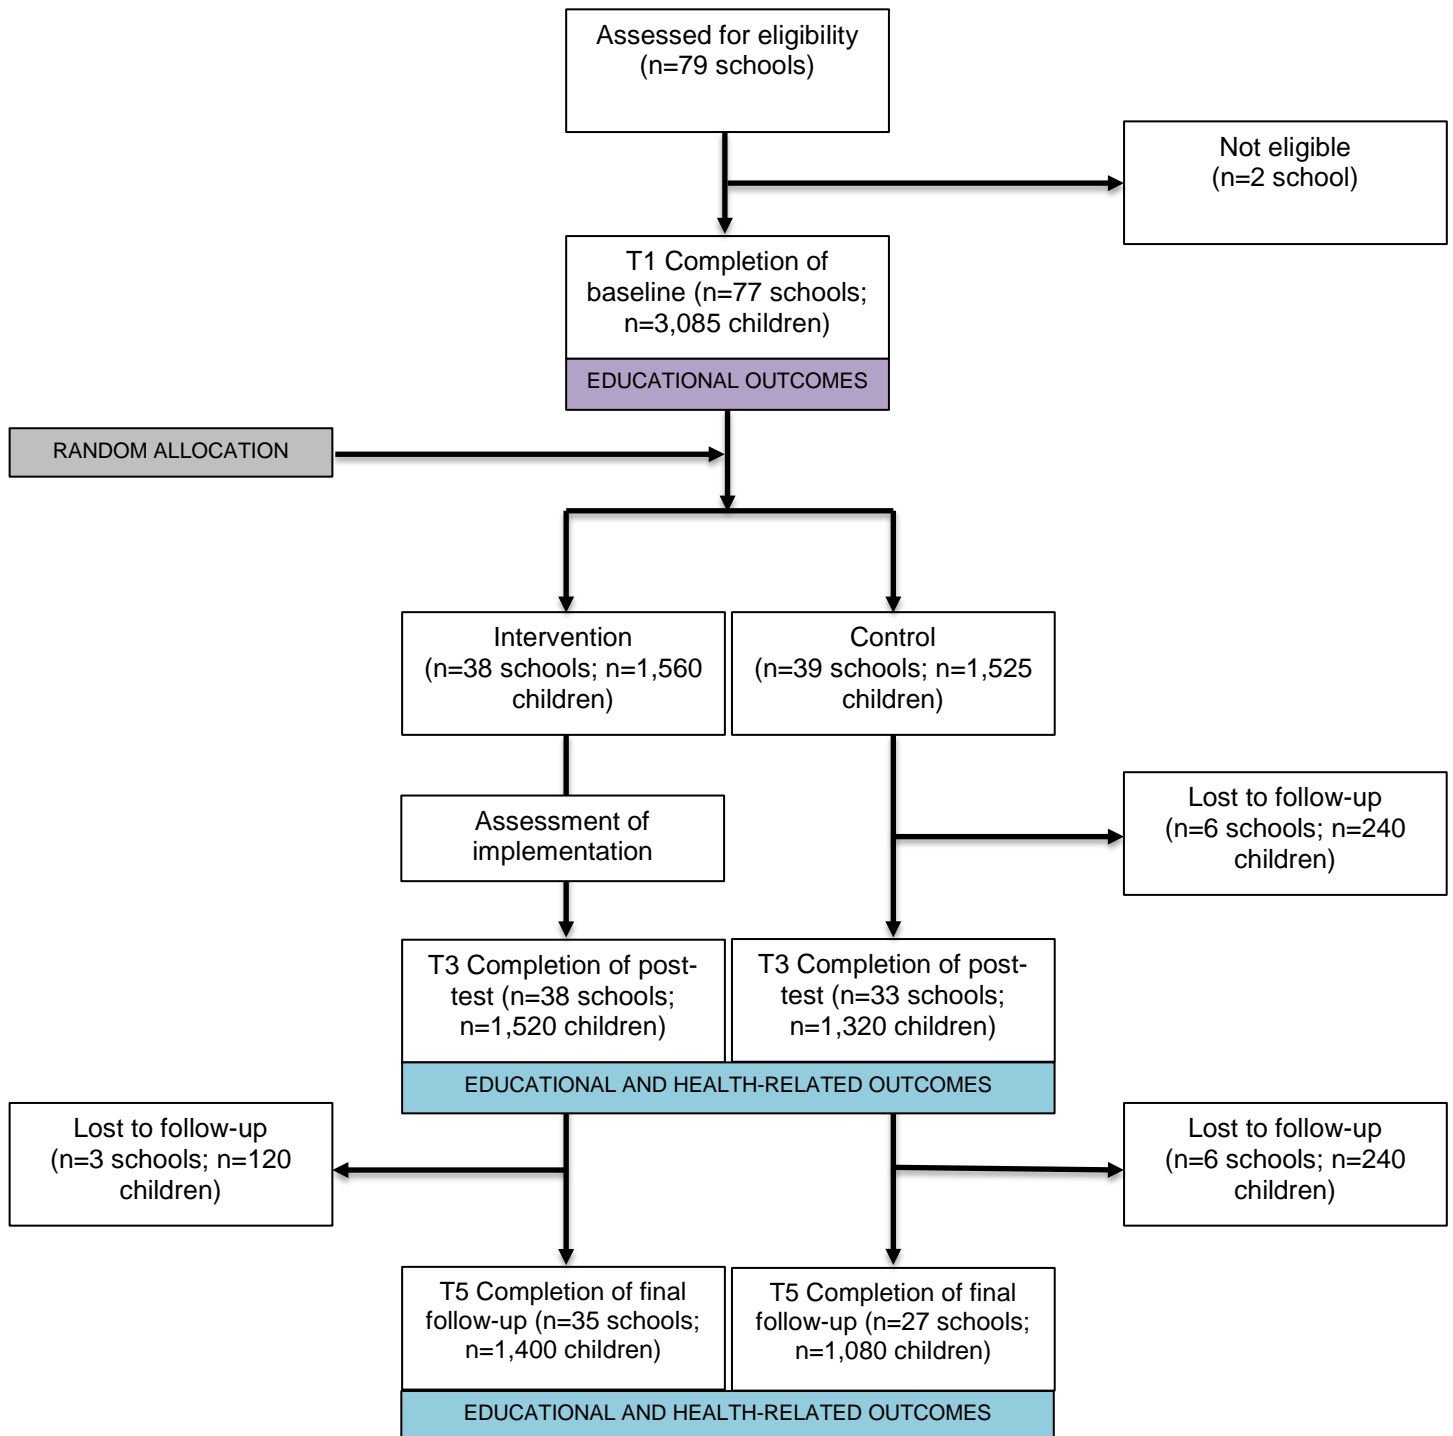 Assessed for eligibility
(n=79 schools)
Not eligible
(n=2 school)
T1 Completion of
baseline (n=77 schools;
n=3,085 children)
EDUCATIONAL OUTCOMES
RANDOM ALLOCATION
Intervention
(n=38 schools; n=1,560
children)
Control
(n=39 schools; n=1,525
children)
Assessment of
implementation
Lost to follow-up
(n=6 schools; n=240
children)
T3 Completion of post-
test (n=38 schools;
n=1,520 children)
T3 Completion of post-
test (n=33 schools;
n=1,320 children)
EDUCATIONAL AND HEALTH-RELATED OUTCOMES
Lost to follow-up
(n=3 schools; n=120
children)
Lost to follow-up
(n=6 schools; n=240
children)
T5 Completion of final
follow-up (n=35 schools;
n=1,400 children)
T5 Completion of final
follow-up (n=27 schools;
n=1,080 children)
EDUCATIONAL AND HEALTH-RELATED OUTCOMES